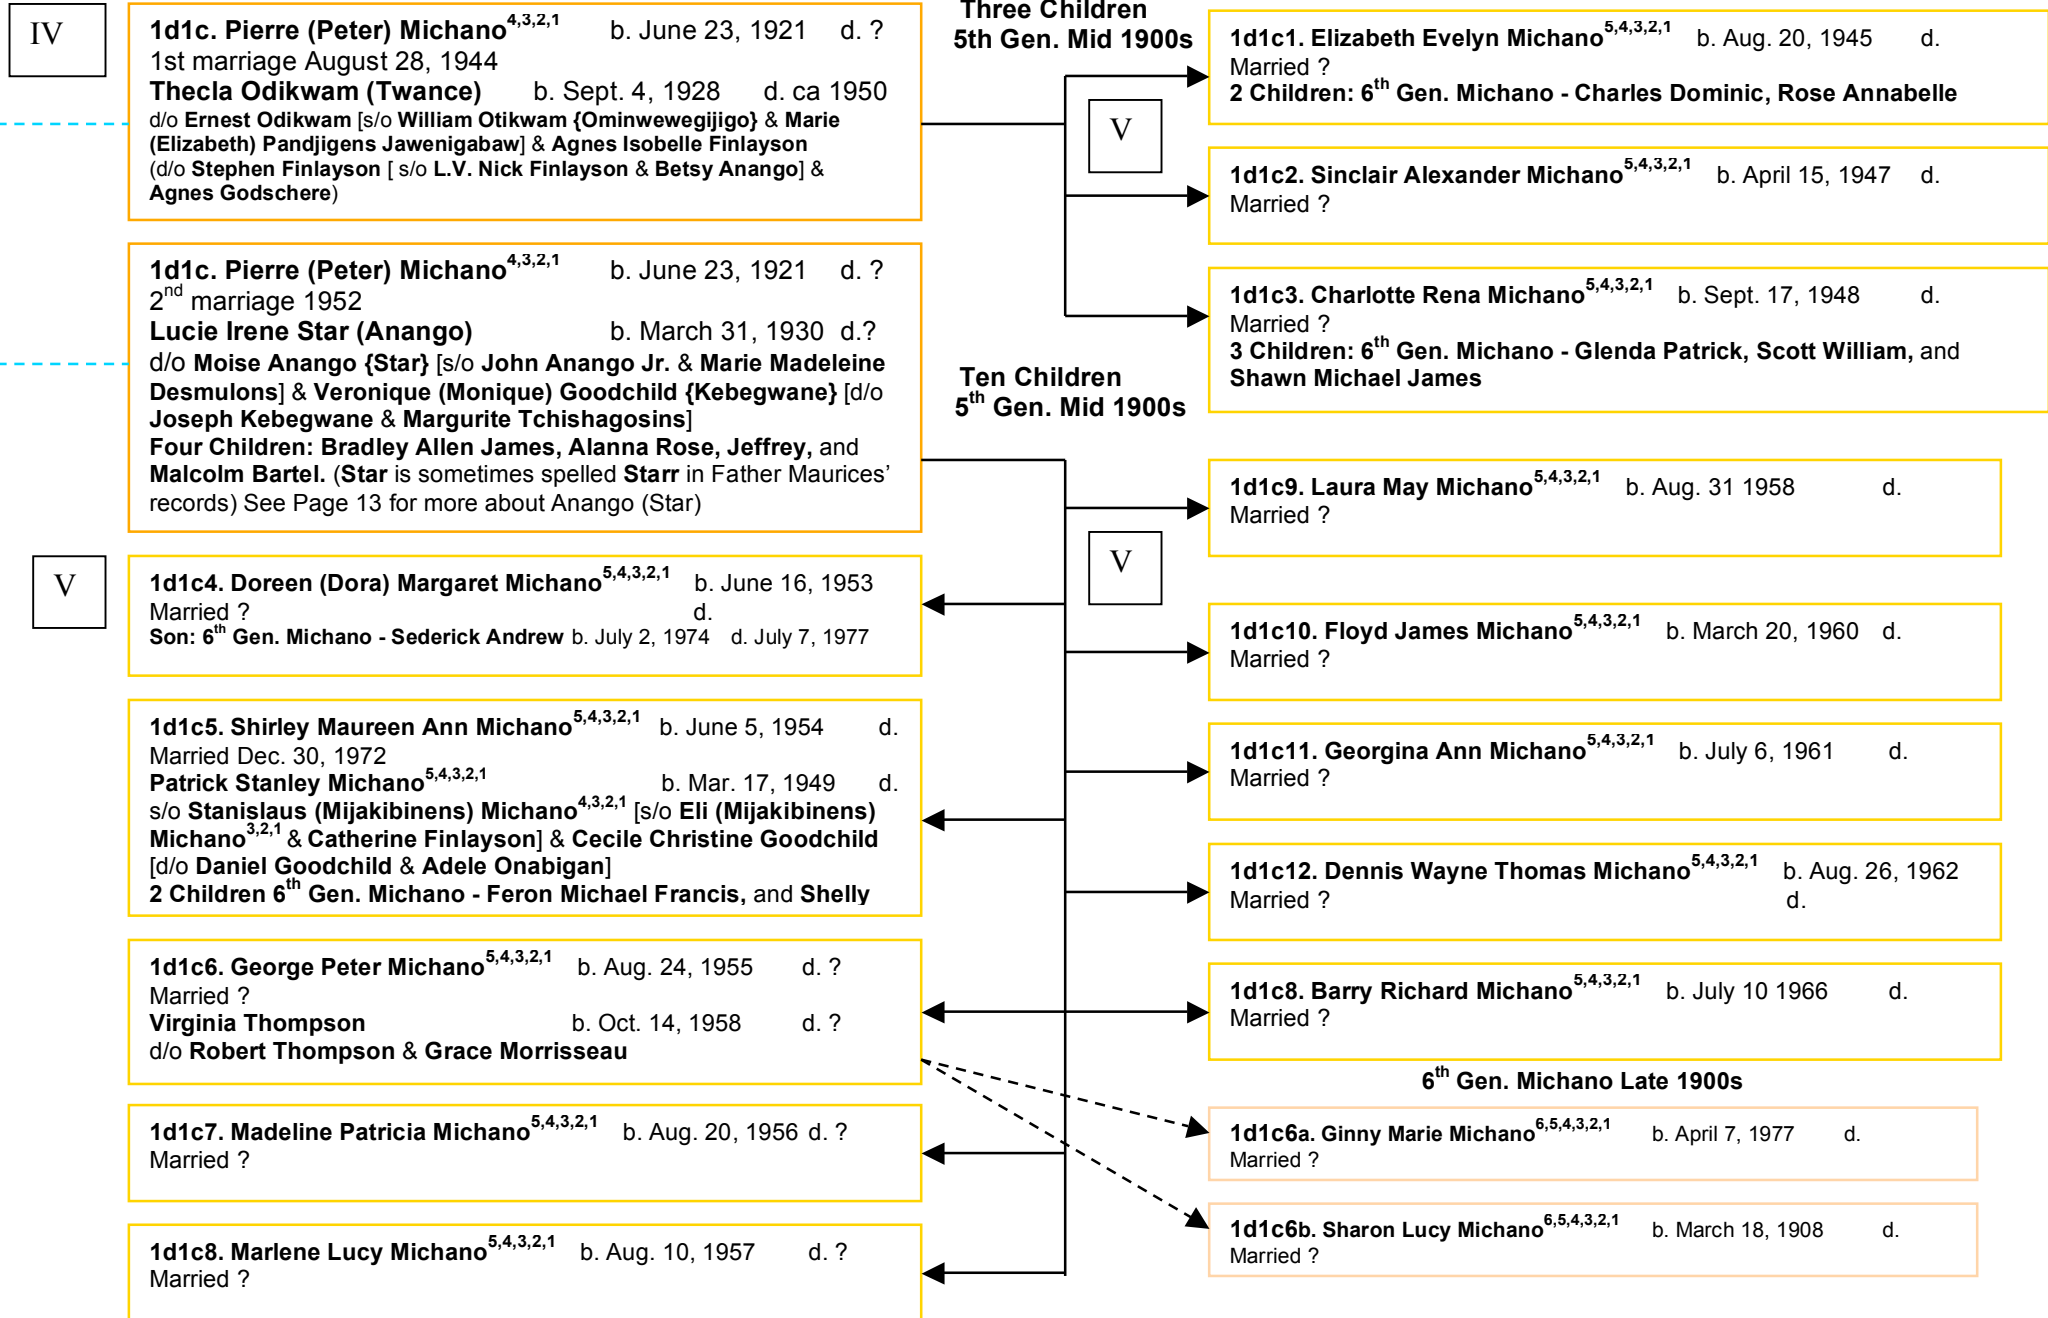 IV
1d1c. Pierre (Peter) Michano4,3,2,1 b. June 23, 1921 d. ?
1st marriage August 28, 1944
Thecla Odikwam (Twance) b. Sept. 4, 1928 d. ca 1950
d/o Ernest Odikwam [s/o William Otikwam {Ominwewegijigo} & Marie
(Elizabeth) Pandjigens Jawenigabaw] & Agnes Isobelle Finlayson
(d/o Stephen Finlayson [ s/o L.V. Nick Finlayson & Betsy Anango] &
Agnes Godschere)
1d1c. Pierre (Peter) Michano4,3,2,1 b. June 23, 1921 d. ?
2nd marriage 1952
Lucie Irene Star (Anango) b. March 31, 1930 d.?
d/o Moise Anango {Star} [s/o John Anango Jr. & Marie Madeleine
Desmulons] & Veronique (Monique) Goodchild {Kebegwane} [d/o
Joseph Kebegwane & Margurite Tchishagosins]
Four Children: Bradley Allen James, Alanna Rose, Jeffrey, and
Malcolm Bartel. (Star is sometimes spelled Starr in Father Maurices’
records) See Page 13 for more about Anango (Star)
V
1d1c4. Doreen (Dora) Margaret Michano5,4,3,2,1 b. June 16, 1953
Married ? d.
Son: 6th Gen. Michano - Sederick Andrew b. July 2, 1974 d. July 7, 1977
1d1c5. Shirley Maureen Ann Michano5,4,3,2,1 b. June 5, 1954 d.
Married Dec. 30, 1972
Patrick Stanley Michano5,4,3,2,1 b. Mar. 17, 1949 d.
s/o Stanislaus (Mijakibinens) Michano4,3,2,1 [s/o Eli (Mijakibinens)
Michano3,2,1 & Catherine Finlayson] & Cecile Christine Goodchild
[d/o Daniel Goodchild & Adele Onabigan]
2 Children 6th Gen. Michano - Feron Michael Francis, and Shelly
1d1c6. George Peter Michano5,4,3,2,1 b. Aug. 24, 1955 d. ?
Married ?
Virginia Thompson b. Oct. 14, 1958 d. ?
d/o Robert Thompson & Grace Morrisseau
1d1c7. Madeline Patricia Michano5,4,3,2,1 b. Aug. 20, 1956 d. ?
Married ?
1d1c8. Marlene Lucy Michano5,4,3,2,1 b. Aug. 10, 1957 d. ?
Married ?
Three Children
5th Gen. Mid 1900s
V
Ten Children
5th Gen. Mid 1900s
V
1d1c1. Elizabeth Evelyn Michano5,4,3,2,1 b. Aug. 20, 1945 d.
Married ?
2 Children: 6th Gen. Michano - Charles Dominic, Rose Annabelle
1d1c2. Sinclair Alexander Michano5,4,3,2,1 b. April 15, 1947 d.
Married ?
1d1c3. Charlotte Rena Michano5,4,3,2,1 b. Sept. 17, 1948 d.
Married ?
3 Children: 6th Gen. Michano - Glenda Patrick, Scott William, and
Shawn Michael James
1d1c9. Laura May Michano5,4,3,2,1 b. Aug. 31 1958 d.
Married ?
1d1c10. Floyd James Michano5,4,3,2,1 b. March 20, 1960 d.
Married ?
1d1c11. Georgina Ann Michano5,4,3,2,1 b. July 6, 1961 d.
Married ?
1d1c12. Dennis Wayne Thomas Michano5,4,3,2,1 b. Aug. 26, 1962
Married ? d.
1d1c8. Barry Richard Michano5,4,3,2,1 b. July 10 1966 d.
Married ?
6th Gen. Michano Late 1900s
1d1c6a. Ginny Marie Michano6,5,4,3,2,1 b. April 7, 1977 d.
Married ?
1d1c6b. Sharon Lucy Michano6,5,4,3,2,1 b. March 18, 1908 d.
Married ?